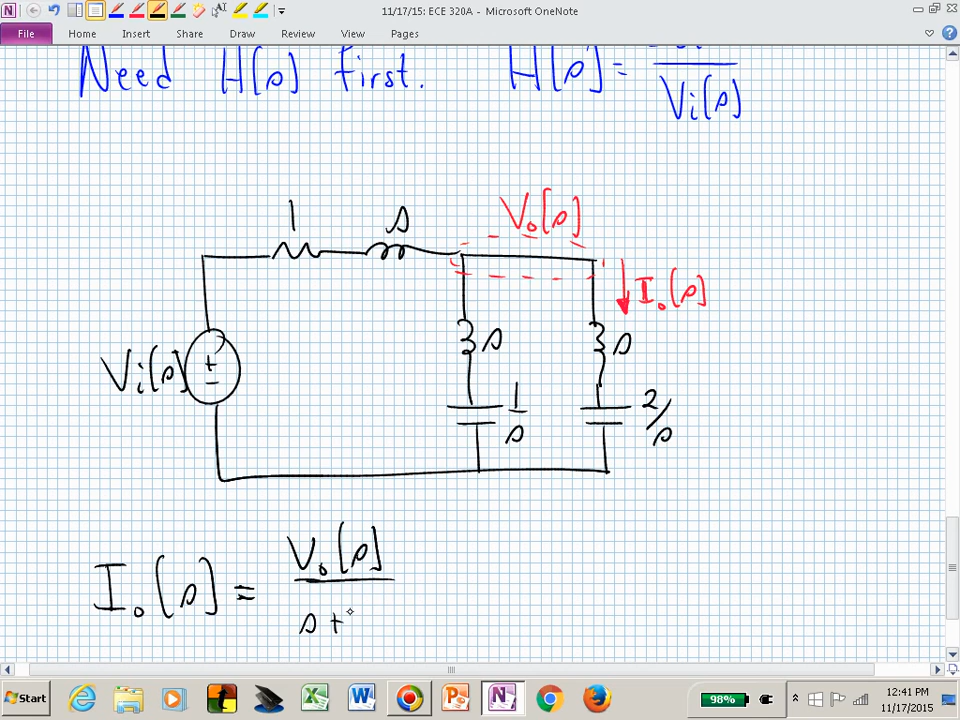 11/17/15: ECE 320A - Microsoft OneNote
File Home Insert Share Draw Review View Pages
Need H(s) First. H(s) = 
Vi(s)
1 s Vo(s)
Io(s)
s s
Vi(s) + −
1/s 2/s
Io(s) = Vo(s)
s +
Start 98% 12:41 PM
11/17/2015